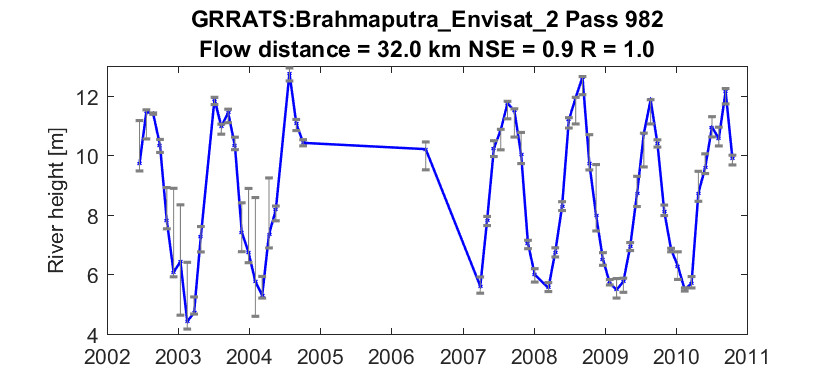 GRRATS:Brahmaputra_Envisat_2 Pass 982
Flow distance = 32.0 km NSE = 0.9 R = 1.0
River height [m]
12
10
8
6
4
2002 2003 2004 2005 2006 2007 2008 2009 2010 2011